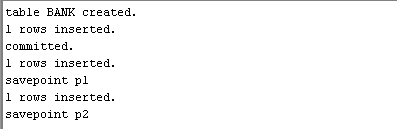 table BANK created.
1 rows inserted.
committed.
1 rows inserted.
savepoint p1
1 rows inserted.
savepoint p2